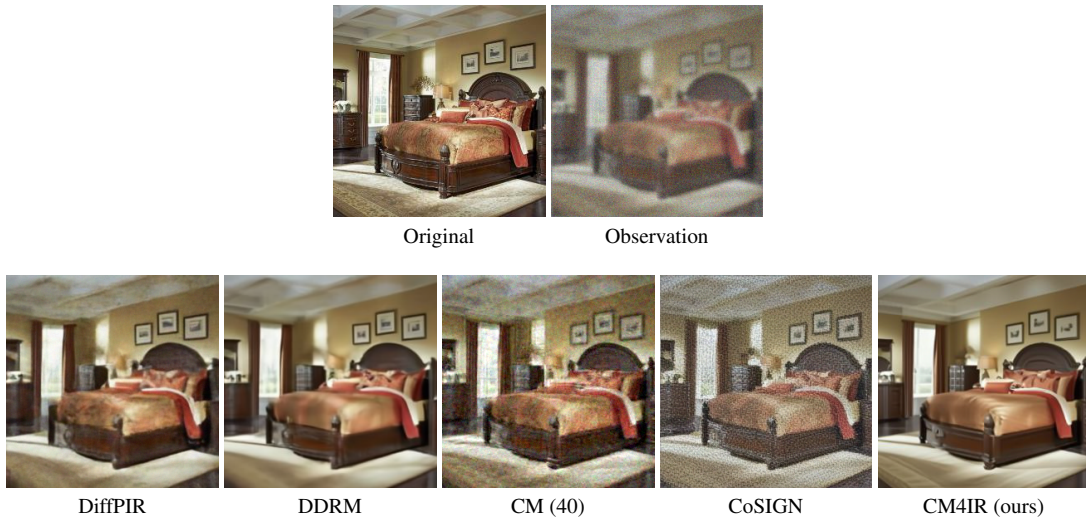 Original
Observation
DiffPIR
DDRM
CM (40)
CoSIGN
CM4IR (ours)